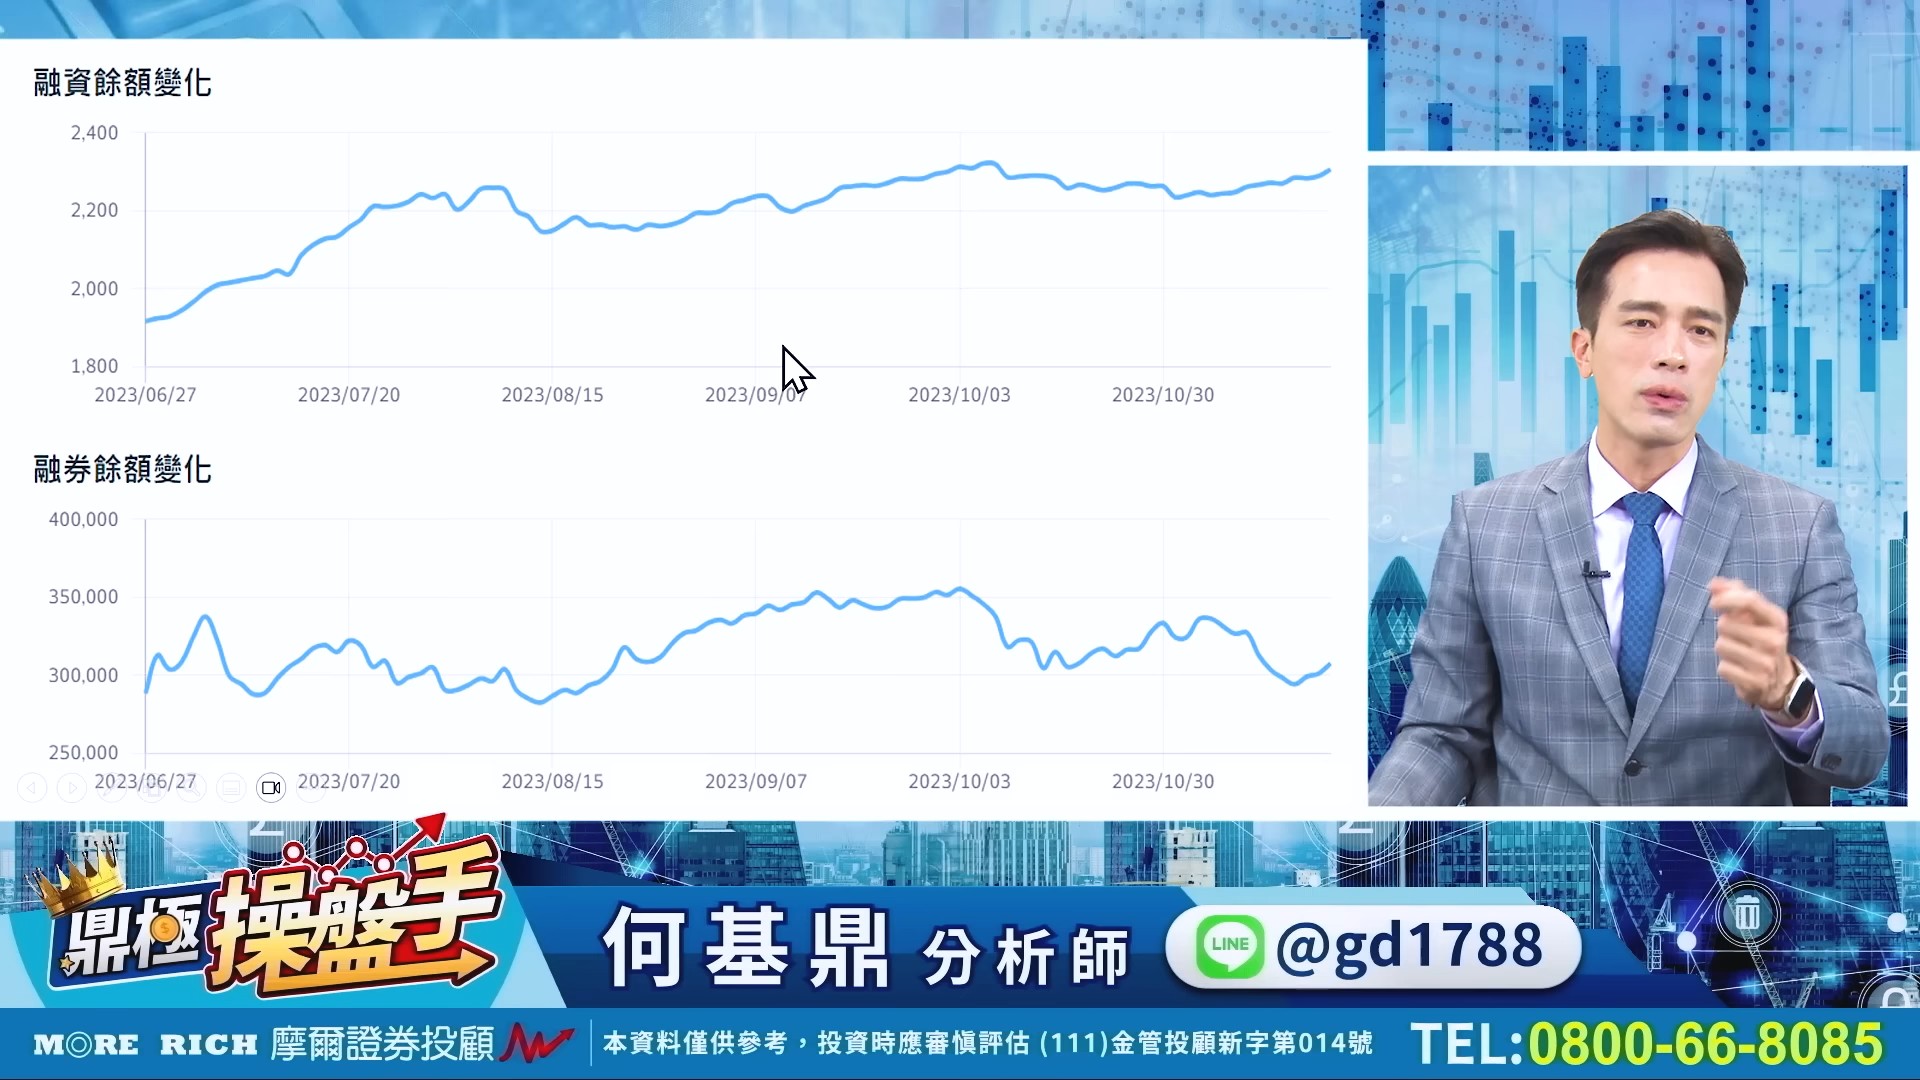 融資餘額變化
2,400
2,200
2,000
1,800
2023/06/27 2023/07/20 2023/08/15 2023/09/07 2023/10/03 2023/10/30
融券餘額變化
400,000
350,000
300,000
250,000
2023/06/27 2023/07/20 2023/08/15 2023/09/07 2023/10/03 2023/10/30
鼎極操盤手
何基鼎 分析師
LINE @gd1788
MORE RICH 摩爾證券投顧
本資料僅供參考，投資時應審慎評估 (111)金管投顧新字第014號
TEL:0800-66-8085